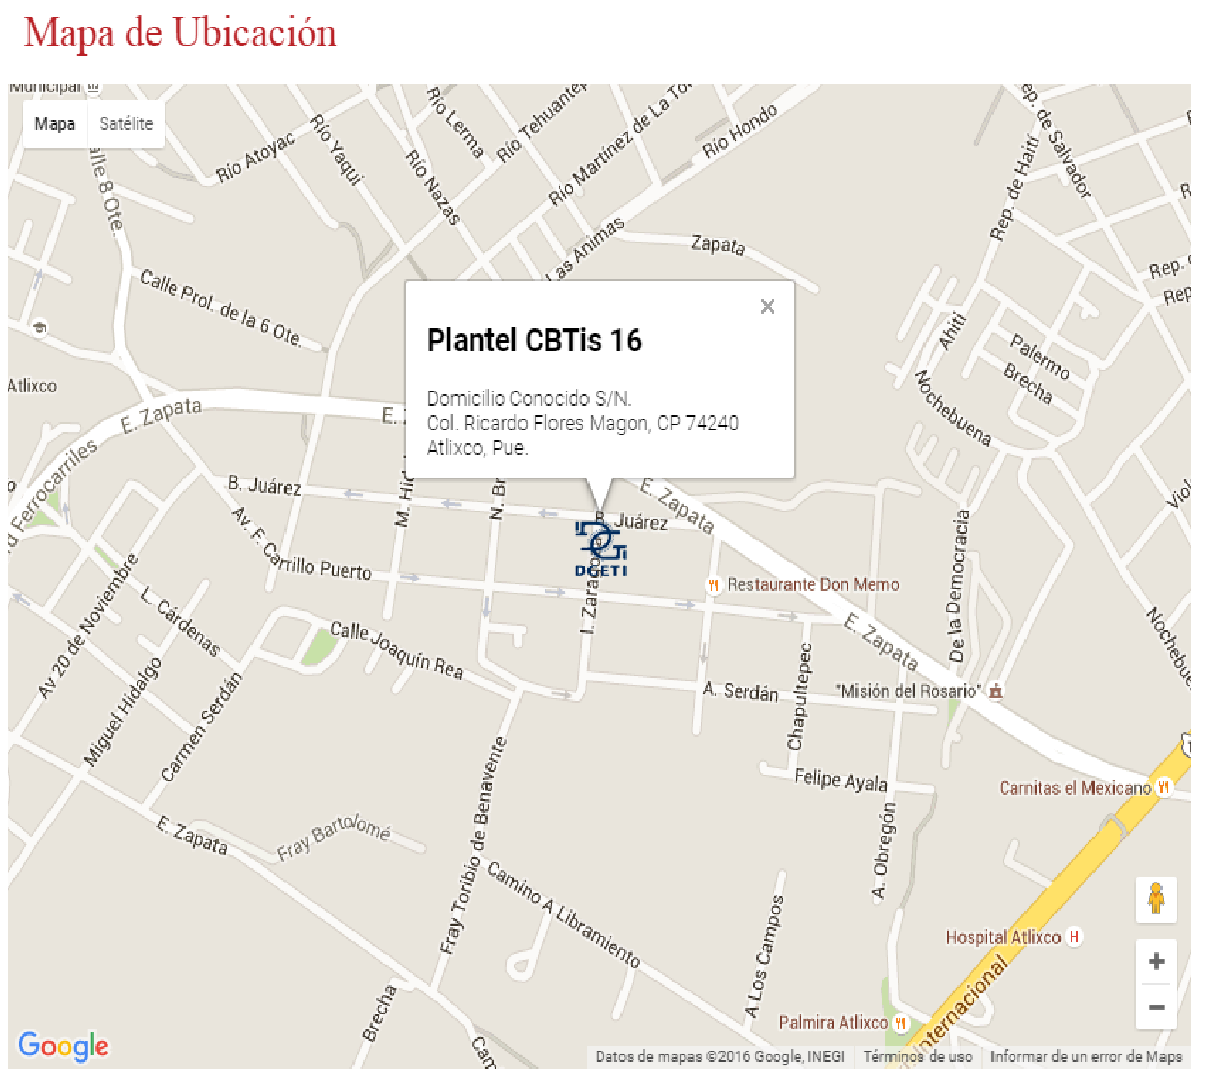 Mapa de Ubicación
Municipal
Mapa
Satélite
Río Atoyac
Río Yaqui
Río Lerma
Río Nazas
Río Martínez de La
Río Hondo
Las Animas
Zapata
Rep. de Haití
Rep. de Salvador
Rep.
Rep
alle 8 Ote.
Calle Prol. de la 6 Ote.
Atlixco
E. Zapata
E.
Plantel CBTis 16
Domicilio Conocido S/N.
Col. Ricardo Flores Magon, CP 74240
Atlixco, Pue.
Ahiti
Palermo
Brecha
Nochebuena
rd Ferrocarriles
B. Juárez
M. Hid
N. Br
E. Zapata
Juárez
DGETI
I. Zaragoza
Av. F. Carrillo Puerto
Restaurante Don Memo
De la Democracia
Viol
Nochebue
E. Zapata
L. Cárdenas
Av 20 de Noviembre
Calle Joaquín Rea
Miguel Hidalgo
Carmen Serdán
A. Serdán
"Misión del Rosario"
Chapultepec
Felipe Ayala
Carnitas el Mexicano
A. Obregón
E. Zapata
Fray Bartolomé
Fray Toribio de Benavente
Camino A Libramiento
A Los Campos
Hospital Atlixco
H
Palmira Atlixco
Internacional
Brecha
Cam
Google
Datos de mapas ©2016 Google, INEGI
Términos de uso
Informar de un error de Maps